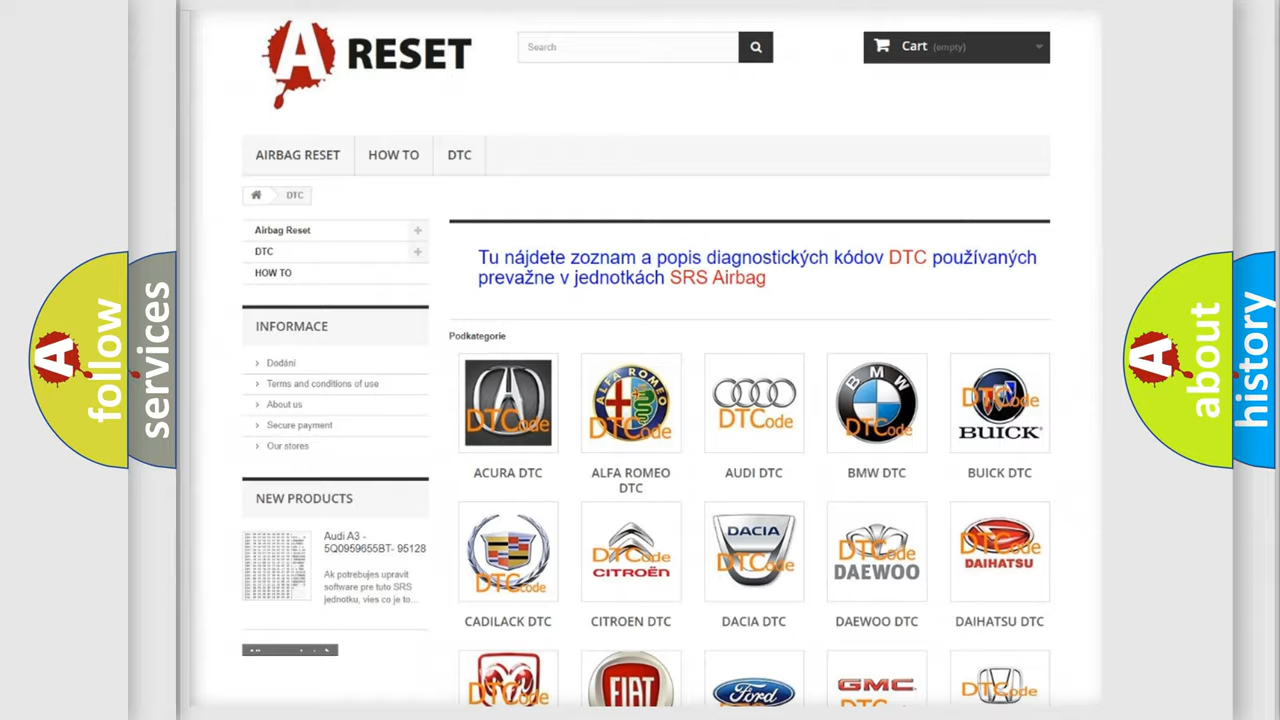 A RESET
Search
Cart (empty)
AIRBAG RESET
HOW TO
DTC
DTC
Airbag Reset
DTC
HOW TO
Tu nájdete zoznam a popis diagnostických kódov DTC používaných
prevažne v jednotkách SRS Airbag
INFORMACE
Dodání
Terms and conditions of use
About us
Secure payment
Our stores
Podkategorie
DTCode
ALFA ROMEO
DTCode
DTCode
BMW
DTCode
DTCode
BUICK
ACURA DTC
ALFA ROMEO
DTC
AUDI DTC
BMW DTC
BUICK DTC
NEW PRODUCTS
Audi A3 -
5Q0959655BT- 95128
Ak potrebujes upravit
software pre tuto SRS
jednotku, vies co je to...
DTCode
DTCode
CITROËN
DACIA
DTCode
DTCode
DAEWOO
DTCode
DAIHATSU
CADILACK DTC
CITROEN DTC
DACIA DTC
DAEWOO DTC
DAIHATSU DTC
DTCode
FIAT
Ford
GMC
DTCode
A follow
services
A about
history